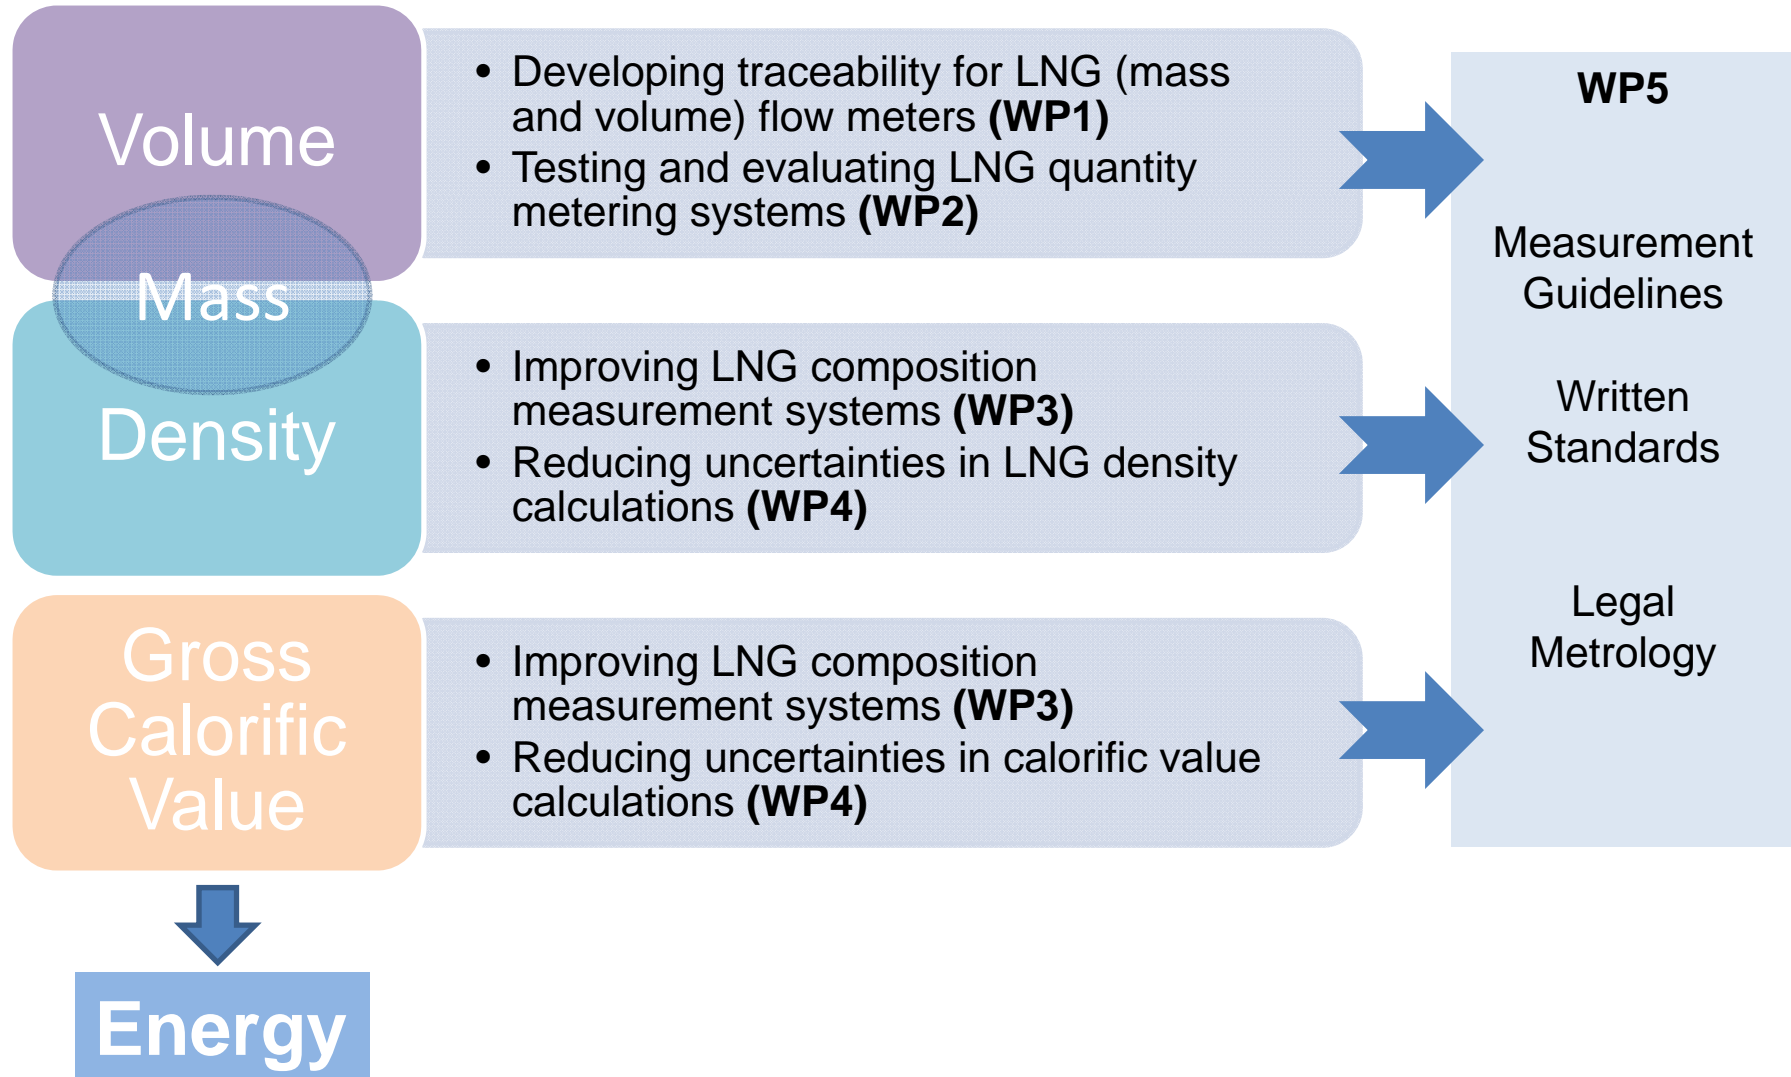 Volume
• Developing traceability for LNG (mass
and volume) flow meters (WP1)
• Testing and evaluating LNG quantity
metering systems (WP2)
Mass
Density
• Improving LNG composition
measurement systems (WP3)
• Reducing uncertainties in LNG density
calculations (WP4)
Gross
Calorific
Value
• Improving LNG composition
measurement systems (WP3)
• Reducing uncertainties in calorific value
calculations (WP4)
WP5
Measurement
Guidelines
Written
Standards
Legal
Metrology
Energy